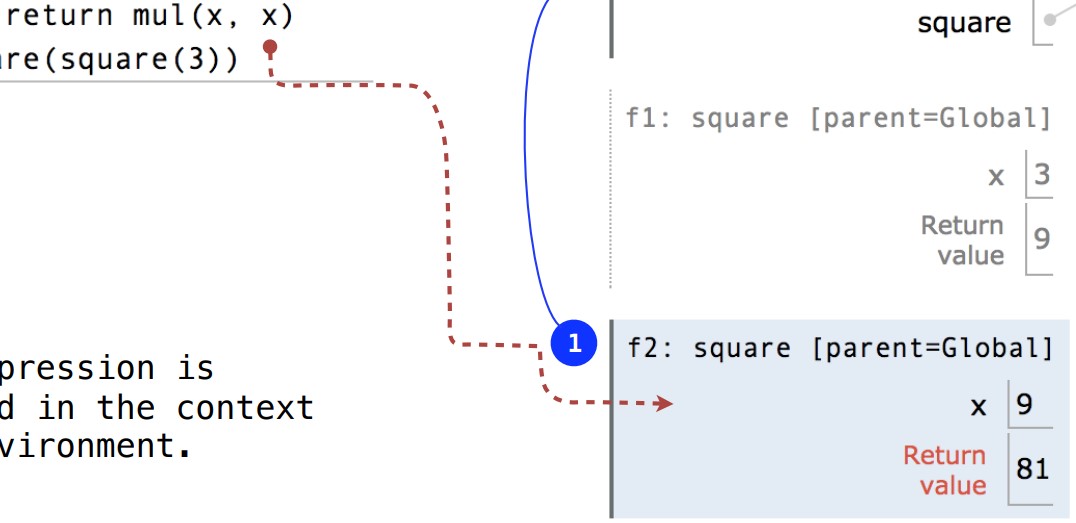 return mul(x, x)
are(square(3))
pression is
d in the context
vironment.
square
f1: square [parent=Global]
x 3
Return
value 9
1
f2: square [parent=Global]
x 9
Return
value 81